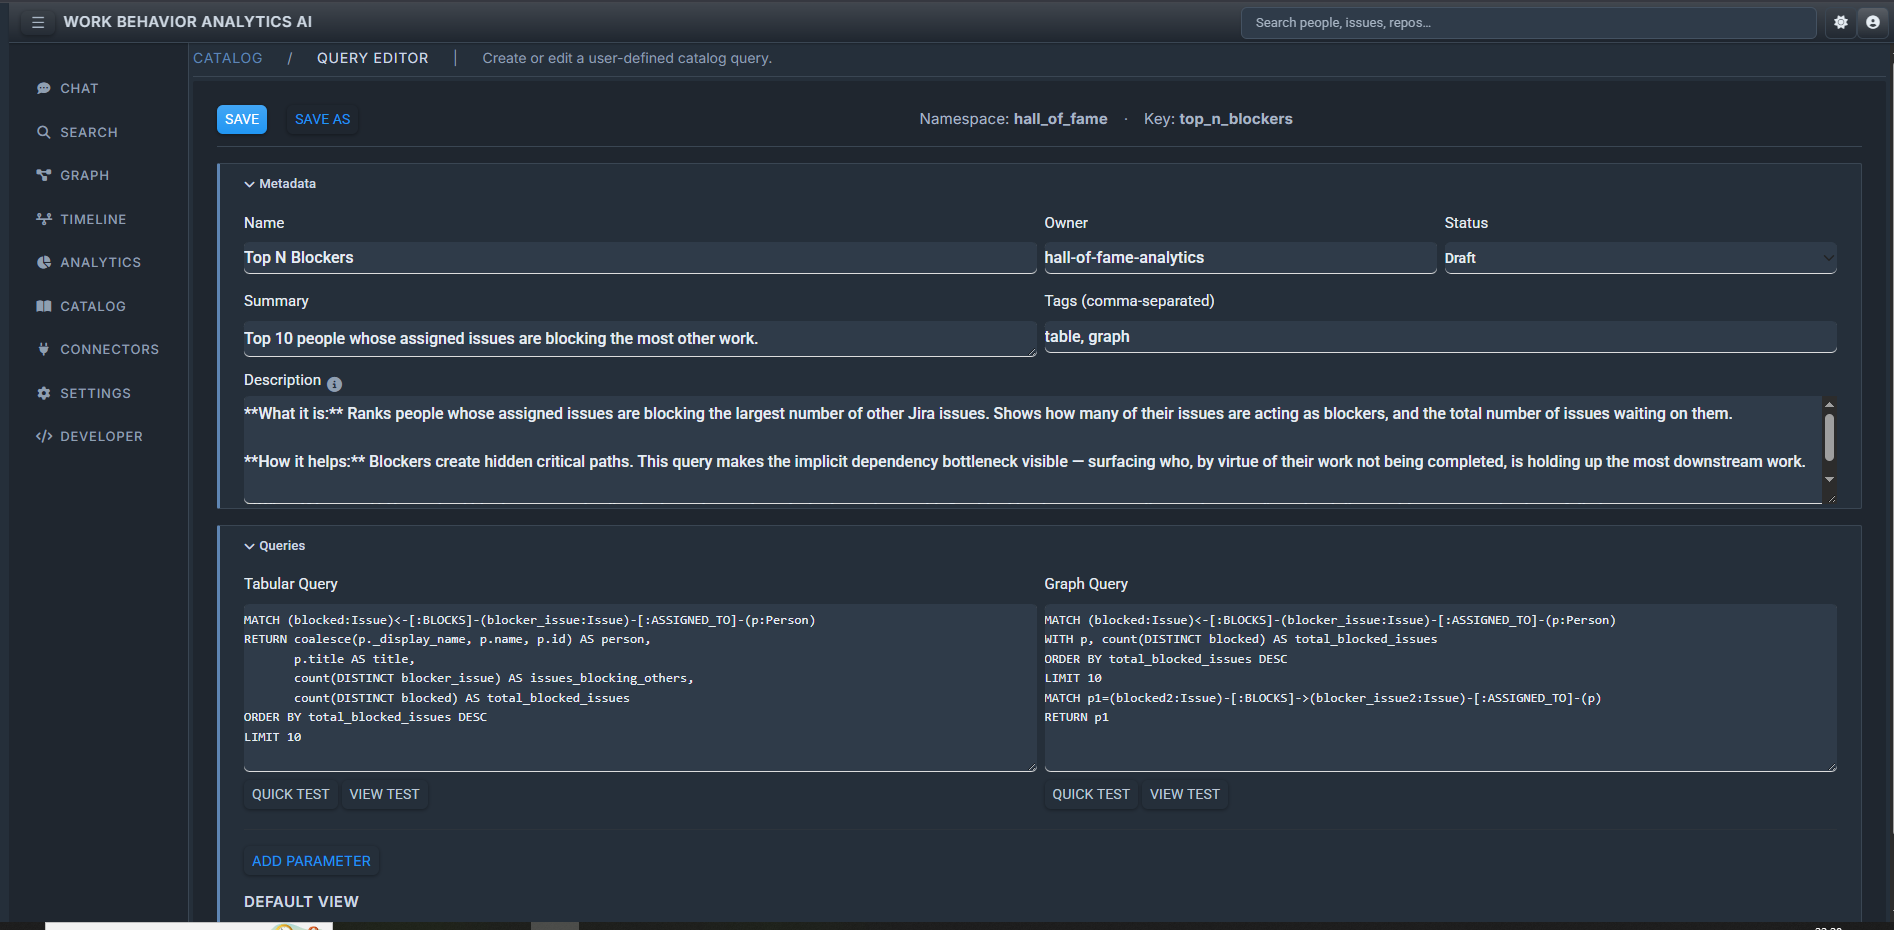 WORK BEHAVIOR ANALYTICS AI
Search people, issues, repos...
CATALOG / QUERY EDITOR | Create or edit a user-defined catalog query.
CHAT
SEARCH
GRAPH
TIMELINE
ANALYTICS
CATALOG
CONNECTORS
SETTINGS
DEVELOPER
SAVE SAVE AS Namespace: hall_of_fame · Key: top_n_blockers
Metadata
Name Owner Status
Top N Blockers hall-of-fame-analytics Draft
Summary Tags (comma-separated)
Top 10 people whose assigned issues are blocking the most other work. table, graph
Description
**What it is:** Ranks people whose assigned issues are blocking the largest number of other Jira issues. Shows how many of their issues are acting as blockers, and the total number of issues waiting on them.
**How it helps:** Blockers create hidden critical paths. This query makes the implicit dependency bottleneck visible — surfacing who, by virtue of their work not being completed, is holding up the most downstream work.
Queries
Tabular Query
MATCH (blocked:Issue)<-[:BLOCKS]-(blocker_issue:Issue)-[:ASSIGNED_TO]-(p:Person)
RETURN coalesce(p._display_name, p.name, p.id) AS person,
p.title AS title,
count(DISTINCT blocker_issue) AS issues_blocking_others,
count(DISTINCT blocked) AS total_blocked_issues
ORDER BY total_blocked_issues DESC
LIMIT 10
QUICK TEST VIEW TEST
Graph Query
MATCH (blocked:Issue)<-[:BLOCKS]-(blocker_issue:Issue)-[:ASSIGNED_TO]-(p:Person)
WITH p, count(DISTINCT blocked) AS total_blocked_issues
ORDER BY total_blocked_issues DESC
LIMIT 10
MATCH p1=(blocked2:Issue)-[:BLOCKS]->(blocker_issue2:Issue)-[:ASSIGNED_TO]-(p)
RETURN p1
QUICK TEST VIEW TEST
ADD PARAMETER
DEFAULT VIEW